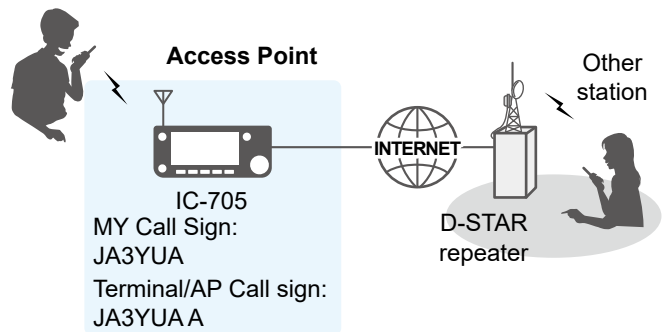 Access Point
Other
station
INTERNET
IC-705
MY Call Sign:
JA3YUA
Terminal/AP Call sign:
JA3YUA A
D-STAR
repeater